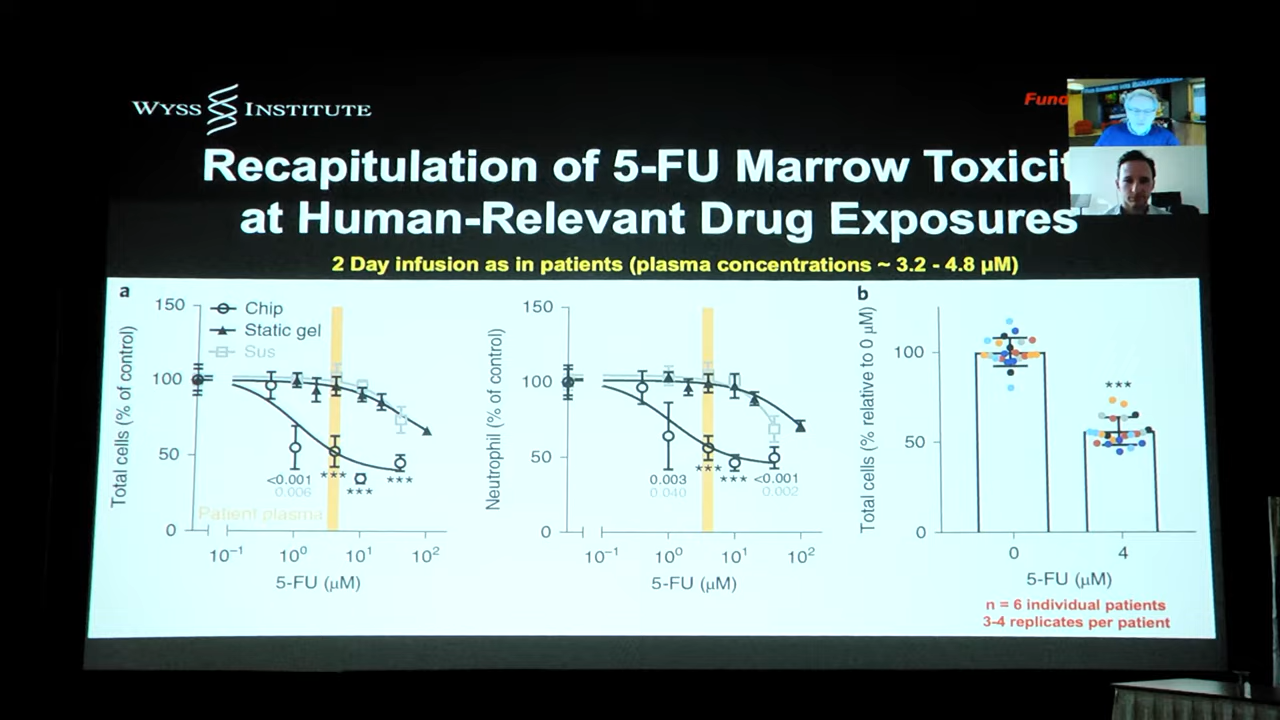 WYSS INSTITUTE
Fund
Recapitulation of 5-FU Marrow Toxicit
at Human-Relevant Drug Exposures
2 Day infusion as in patients (plasma concentrations ~ 3.2 - 4.8 µM)
a
Total cells (% of control)
150
100
50
0
Chip
Static gel
Sus
<0.001
0.006
***
***
***
Patient plasma
10⁻¹ 10⁰ 10¹ 10²
5-FU (µM)
Neutrophil (% of control)
150
100
50
0
0.003
0.040
***
***
<0.001
0.002
10⁻¹ 10⁰ 10¹ 10²
5-FU (µM)
b
Total cells (% relative to 0 µM)
100
50
0
***
0 4
5-FU (µM)
n = 6 individual patients
3-4 replicates per patient